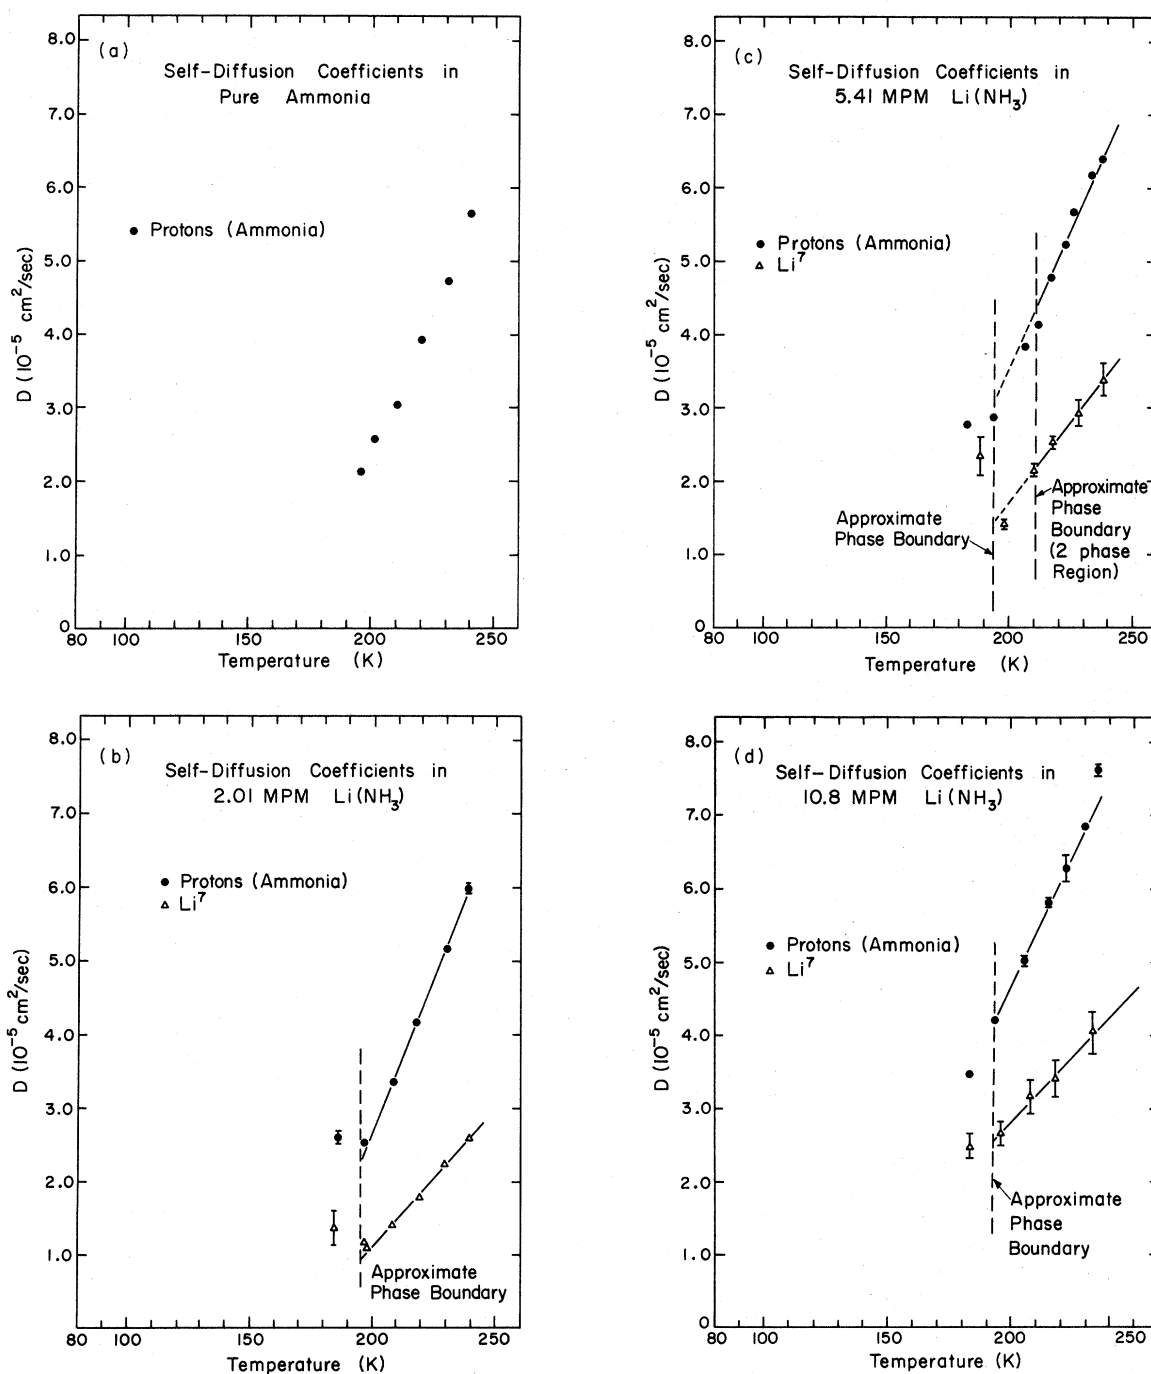 (a)
Self-Diffusion Coefficients in
Pure Ammonia
Protons (Ammonia)
D (10⁻⁵ cm²/sec)
8.0
7.0
6.0
5.0
4.0
3.0
2.0
1.0
0
80 100 150 200 250
Temperature (K)
(b)
Self-Diffusion Coefficients in
2.01 MPM Li(NH₃)
Protons (Ammonia)
Li⁷
D (10⁻⁵ cm²/sec)
8.0
7.0
6.0
5.0
4.0
3.0
2.0
1.0
Approximate
Phase Boundary
80 100 150 200 250
Temperature (K)
(c)
Self-Diffusion Coefficients in
5.41 MPM Li(NH₃)
Protons (Ammonia)
Li⁷
D (10⁻⁵ cm²/sec)
8.0
7.0
6.0
5.0
4.0
3.0
2.0
1.0
0
Approximate
Phase Boundary
Approximate
Phase
Boundary
(2 phase
Region)
80 100 150 200 250
Temperature (K)
(d)
Self-Diffusion Coefficients in
10.8 MPM Li(NH₃)
Protons (Ammonia)
Li⁷
D (10⁻⁵ cm²/sec)
8.0
7.0
6.0
5.0
4.0
3.0
2.0
1.0
0
Approximate
Phase
Boundary
80 100 150 200 250
Temperature (K)